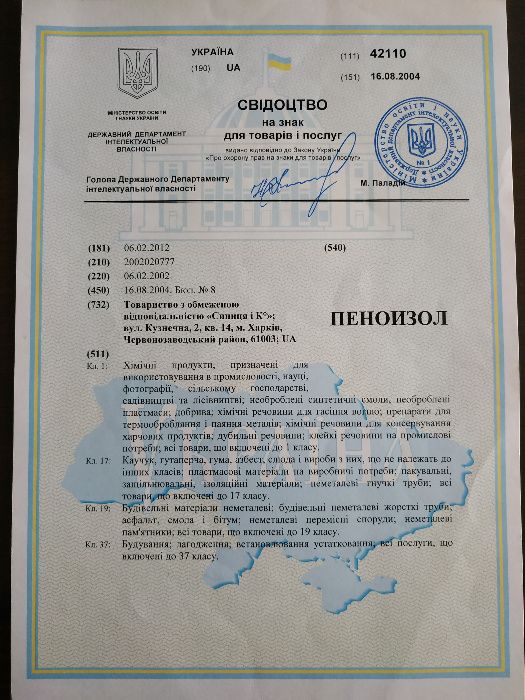 УКРАЇНА
(190) UA
(111) 42110
(151) 16.08.2004
МІНІСТЕРСТВО ОСВІТИ
І НАУКИ УКРАЇНИ
ДЕРЖАВНИЙ ДЕПАРТАМЕНТ
ІНТЕЛЕКТУАЛЬНОЇ
ВЛАСНОСТІ
СВІДОЦТВО
на знак
для товарів і послуг
видано відповідно до Закону України
«Про охорону прав на знаки для товарів і послуг»
Голова Державного Департаменту
інтелектуальної власності
М. Паладій
(181) 06.02.2012
(540)
(210) 2002020777
(220) 06.02.2002
(450) 16.08.2004. Бюл. № 8
(732) Товариство з обмеженою
відповідальністю «Синиця і К°»;
вул. Кузнечна, 2, кв. 14, м. Харків,
Червонозаводський район, 61003; UA
ПЕНОИЗОЛ
(511)
Кл. 1: Хімічні продукти, призначені для
використовування в промисловості, науці,
фотографії, сільському господарстві,
садівництві та лісівництві; необроблені синтетичні смоли, необроблені
пластмаси; добрива; хімічні речовини для гасіння вогню; препарати для
термообробляння і паяння металів; хімічні речовини для консервування
харчових продуктів; дубильні речовини; клейкі речовини на промислові
потреби; всі товари, що включені до 1 класу.
Кл. 17: Каучук, гутаперча, гума, азбест, слюда і вироби з них, що не належать до
інших класів; пластмасові матеріали на виробничі потреби; пакувальні,
защільнювальні, ізоляційні матеріали; неметалеві гнучкі труби; всі
товари, що включені до 17 класу.
Кл. 19: Будівельні матеріали неметалеві; будівельні неметалеві жорсткі труби;
асфальт, смола і бітум; неметалеві перемісні споруди; неметалеві
пам'ятники; всі товари, що включені до 19 класу.
Кл. 37: Будування; лагодження; встановлювання устатковання; всі послуги, що
включені до 37 класу.